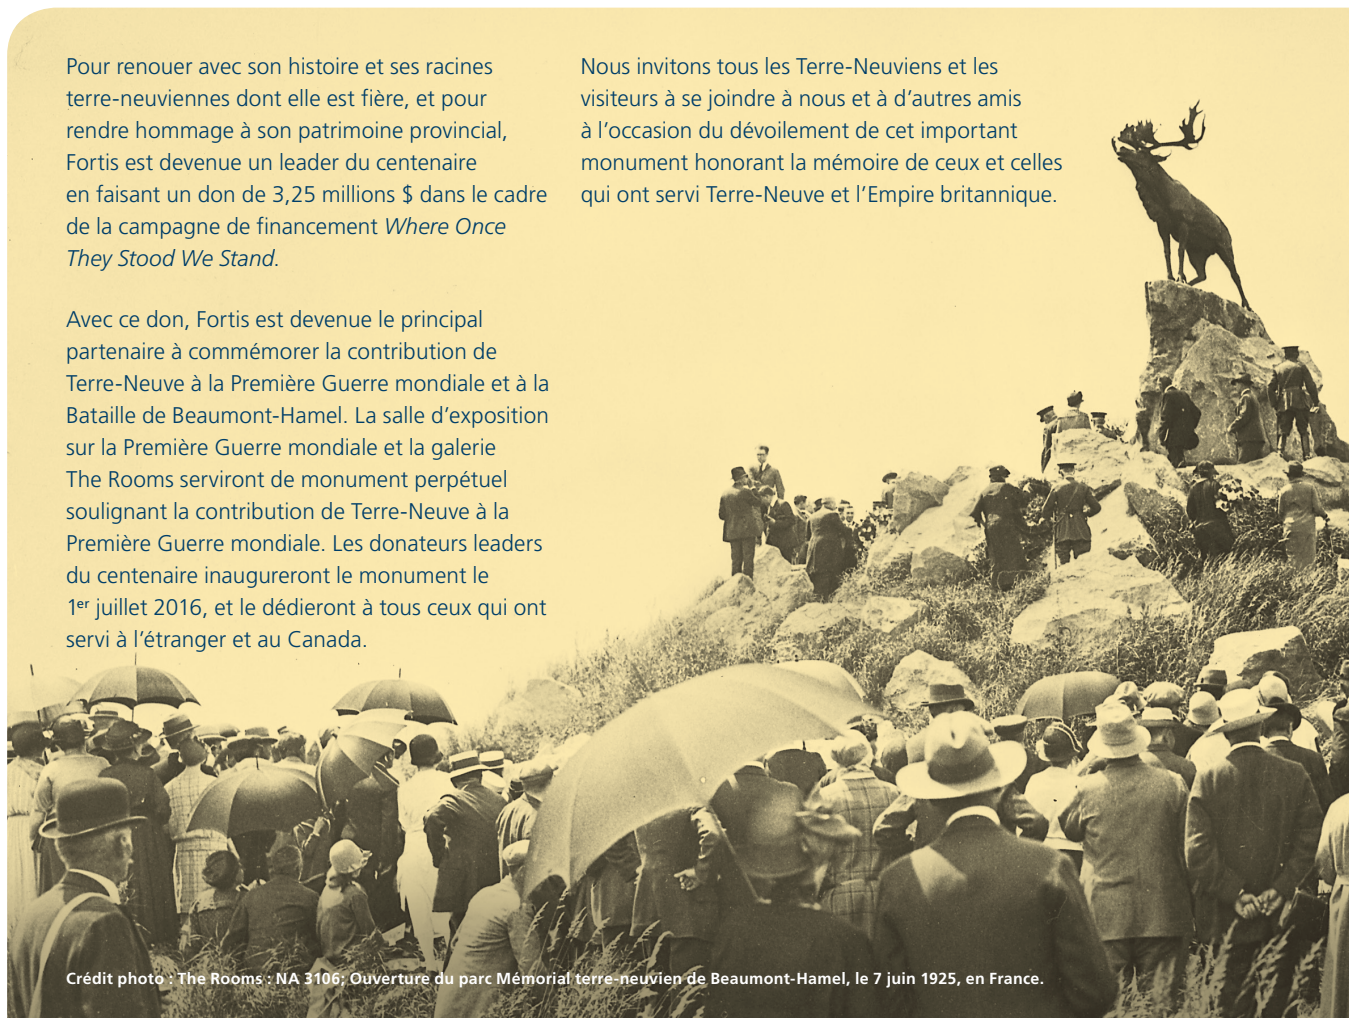 Pour renouer avec son histoire et ses racines
terre-neuviennes dont elle est fière, et pour
rendre hommage à son patrimoine provincial,
Fortis est devenue un leader du centenaire
en faisant un don de 3,25 millions $ dans le cadre
de la campagne de financement Where Once
They Stood We Stand.
Avec ce don, Fortis est devenue le principal
partenaire à commémorer la contribution de
Terre-Neuve à la Première Guerre mondiale et à la
Bataille de Beaumont-Hamel. La salle d’exposition
sur la Première Guerre mondiale et la galerie
The Rooms serviront de monument perpétuel
soulignant la contribution de Terre-Neuve à la
Première Guerre mondiale. Les donateurs leaders
du centenaire inaugureront le monument le
1er juillet 2016, et le dédieront à tous ceux qui ont
servi à l’étranger et au Canada.
Nous invitons tous les Terre-Neuviens et les
visiteurs à se joindre à nous et à d’autres amis
à l’occasion du dévoilement de cet important
monument honorant la mémoire de ceux et celles
qui ont servi Terre-Neuve et l’Empire britannique.
Crédit photo : The Rooms : NA 3106; Ouverture du parc Mémorial terre-neuvien de Beaumont-Hamel, le 7 juin 1925, en France.